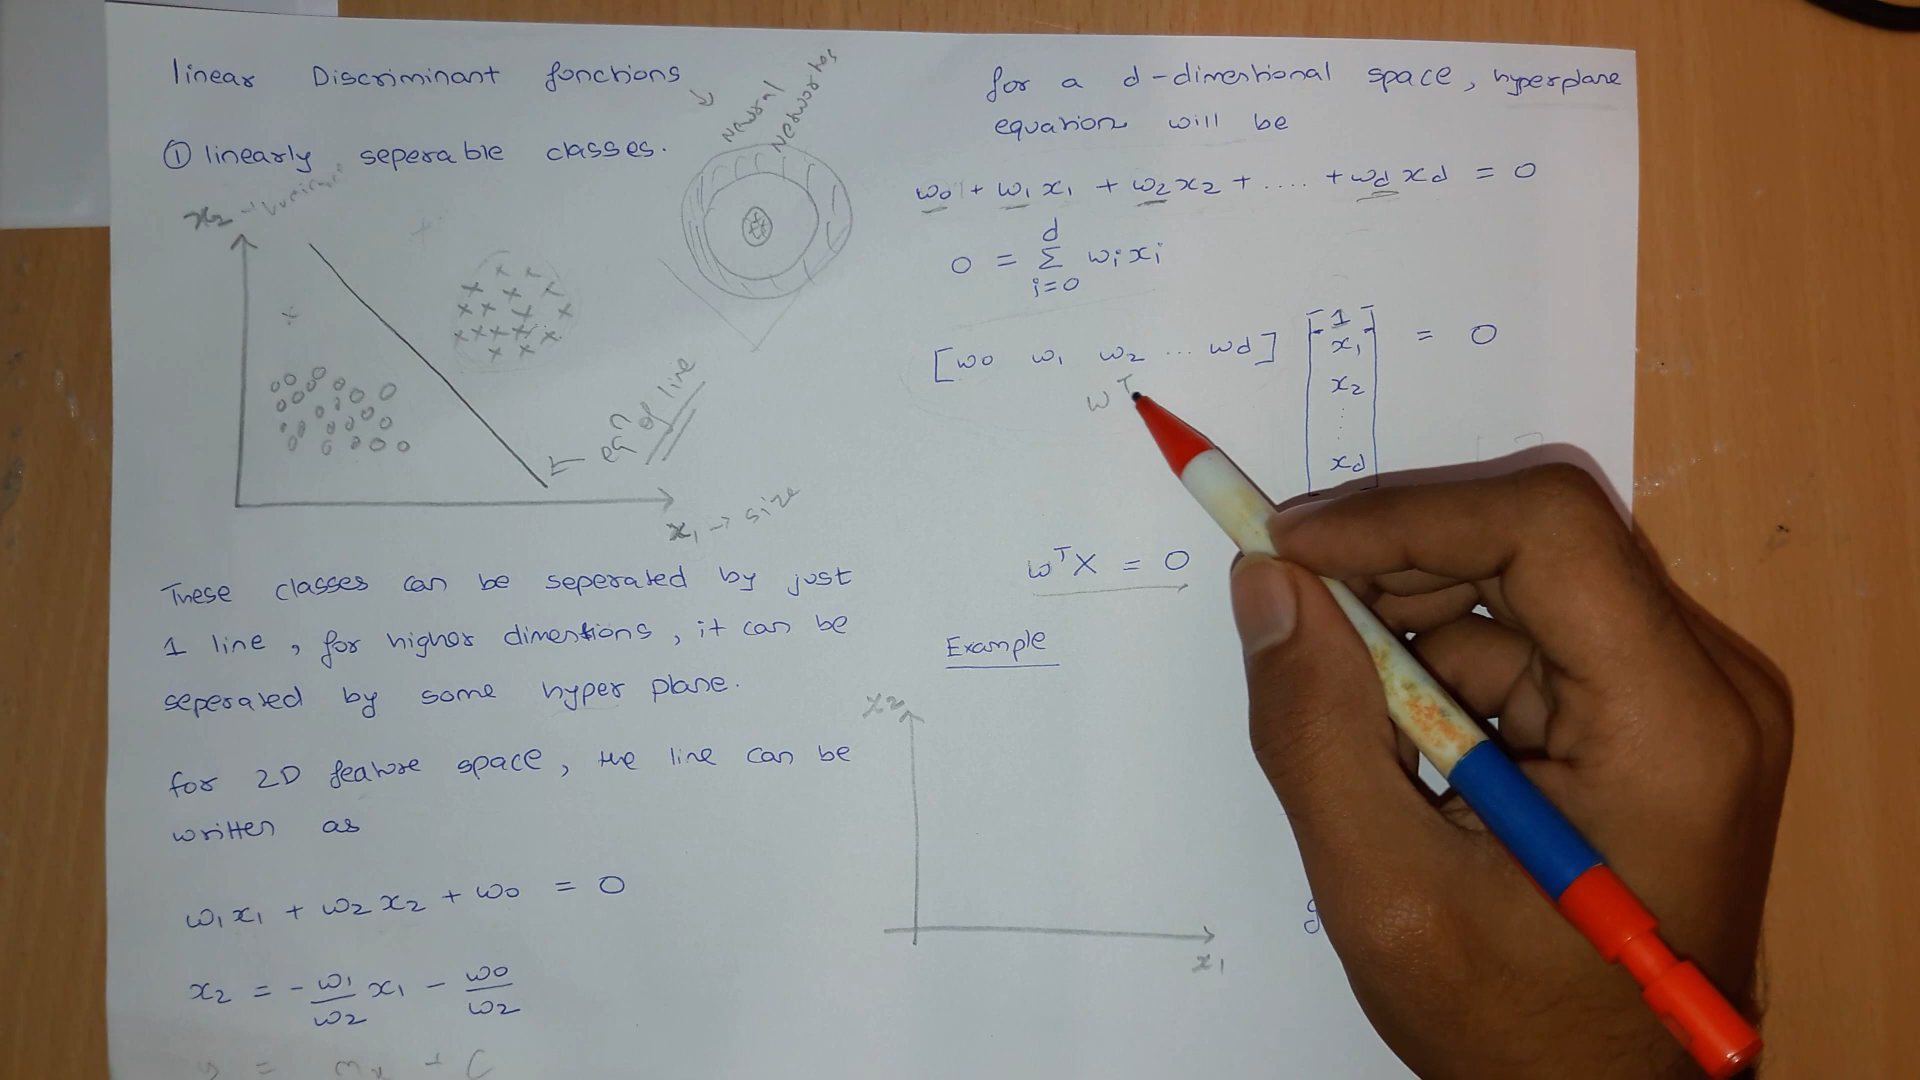 linear Discriminant functions
Neural Networks
① linearly seperable classes.
x2 →
x1 → size
eqn of line
These classes can be seperated by just
1 line, for higher dimentions, it can be
seperated by some hyper plane.
for 2D feature space, the line can be
written as
w1x1 + w2x2 + w0 = 0
x2 = - w1/w2 x1 - w0/w2
y = mx + C
for a d-dimentional space, hyperplane
equation will be
w0 + w1x1 + w2x2 + .... + wdxd = 0
0 = d Σ i=0 wixi
[w0 w1 w2 ... wd] [1 x1 x2 ... xd] = 0
wT
wTX = 0
Example
x2
x1
g